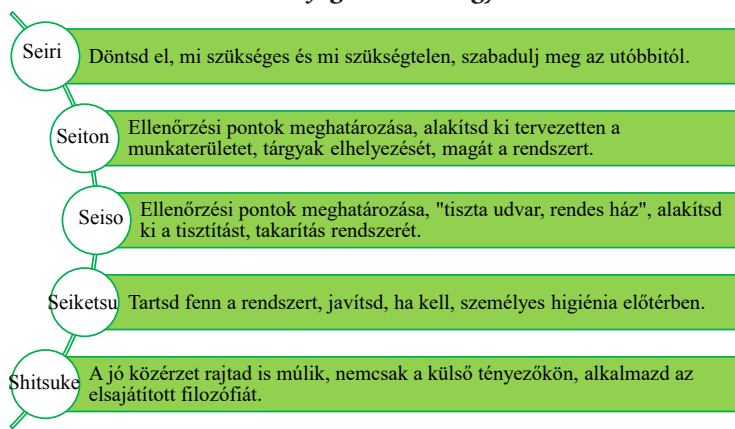 Seiri
Döntsd el, mi szükséges és mi szükségtelen, szabadulj meg az utóbbitól.
Seiton
Ellenőrzési pontok meghatározása, alakítsd ki tervezetten a
munkaterületet, tárgyak elhelyezését, magát a rendszert.
Seiso
Ellenőrzési pontok meghatározása, "tiszta udvar, rendes ház", alakítsd
ki a tisztítást, takarítás rendszerét.
Seiketsu
Tartsd fenn a rendszert, javítsd, ha kell, személyes higiénia előtérben.
Shitsuke
A jó közérzet rajtad is múlik, nemcsak a külső tényezőkön, alkalmazd az
elsajátított filozófiát.